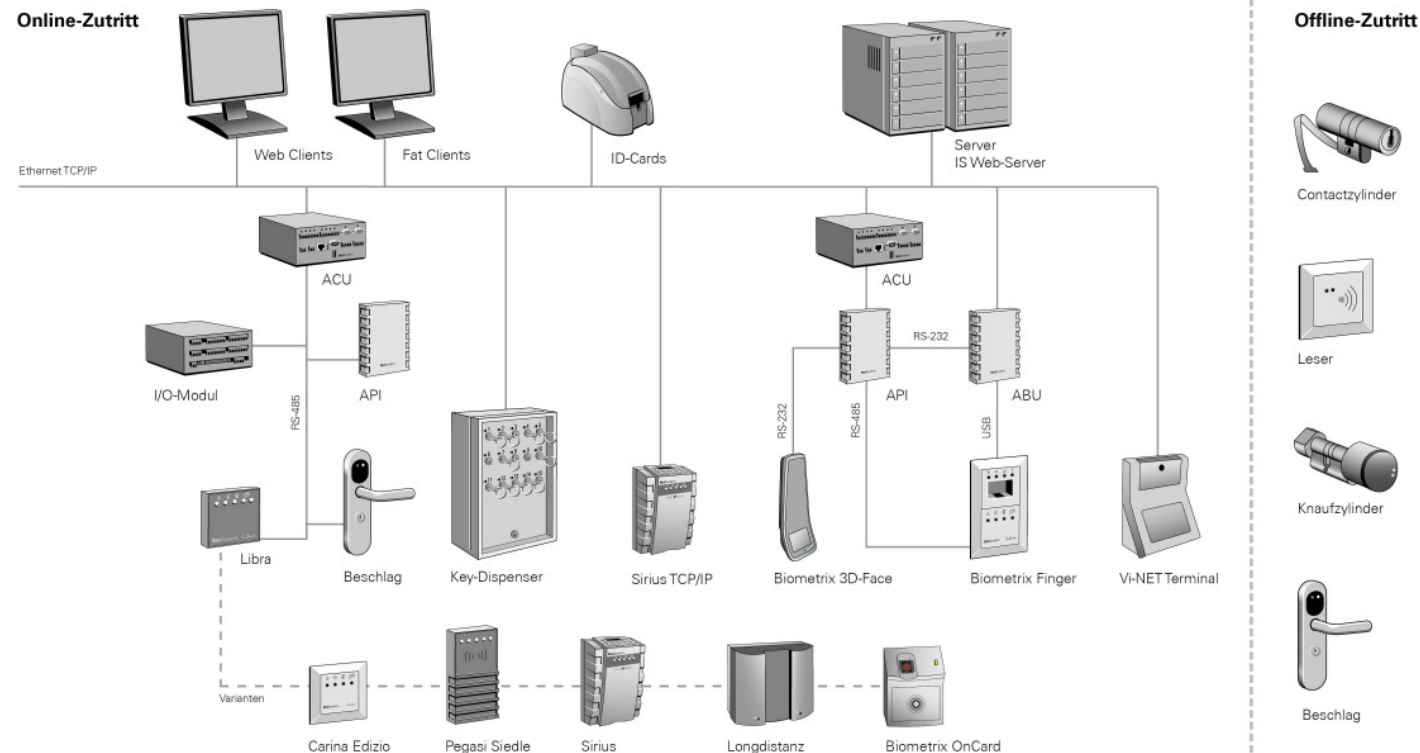 Online-Zutritt
Offline-Zutritt
Web Clients
Fat Clients
ID-Cards
Server
IS Web-Server
Ethernet TCP/IP
Contactzylinder
ACU
ACU
I/O-Modul
API
RS-485
RS-232
API
ABU
RS-232
RS-485
USB
Leser
Knaufzylinder
Libra
Beschlag
Key-Dispenser
Sirius TCP/IP
Biometrix 3D-Face
Biometrix Finger
Vi-NET Terminal
Varianten
Carina Edizio
Pegasi Siedle
Sirius
Longdistanz
Biometrix OnCard
Beschlag